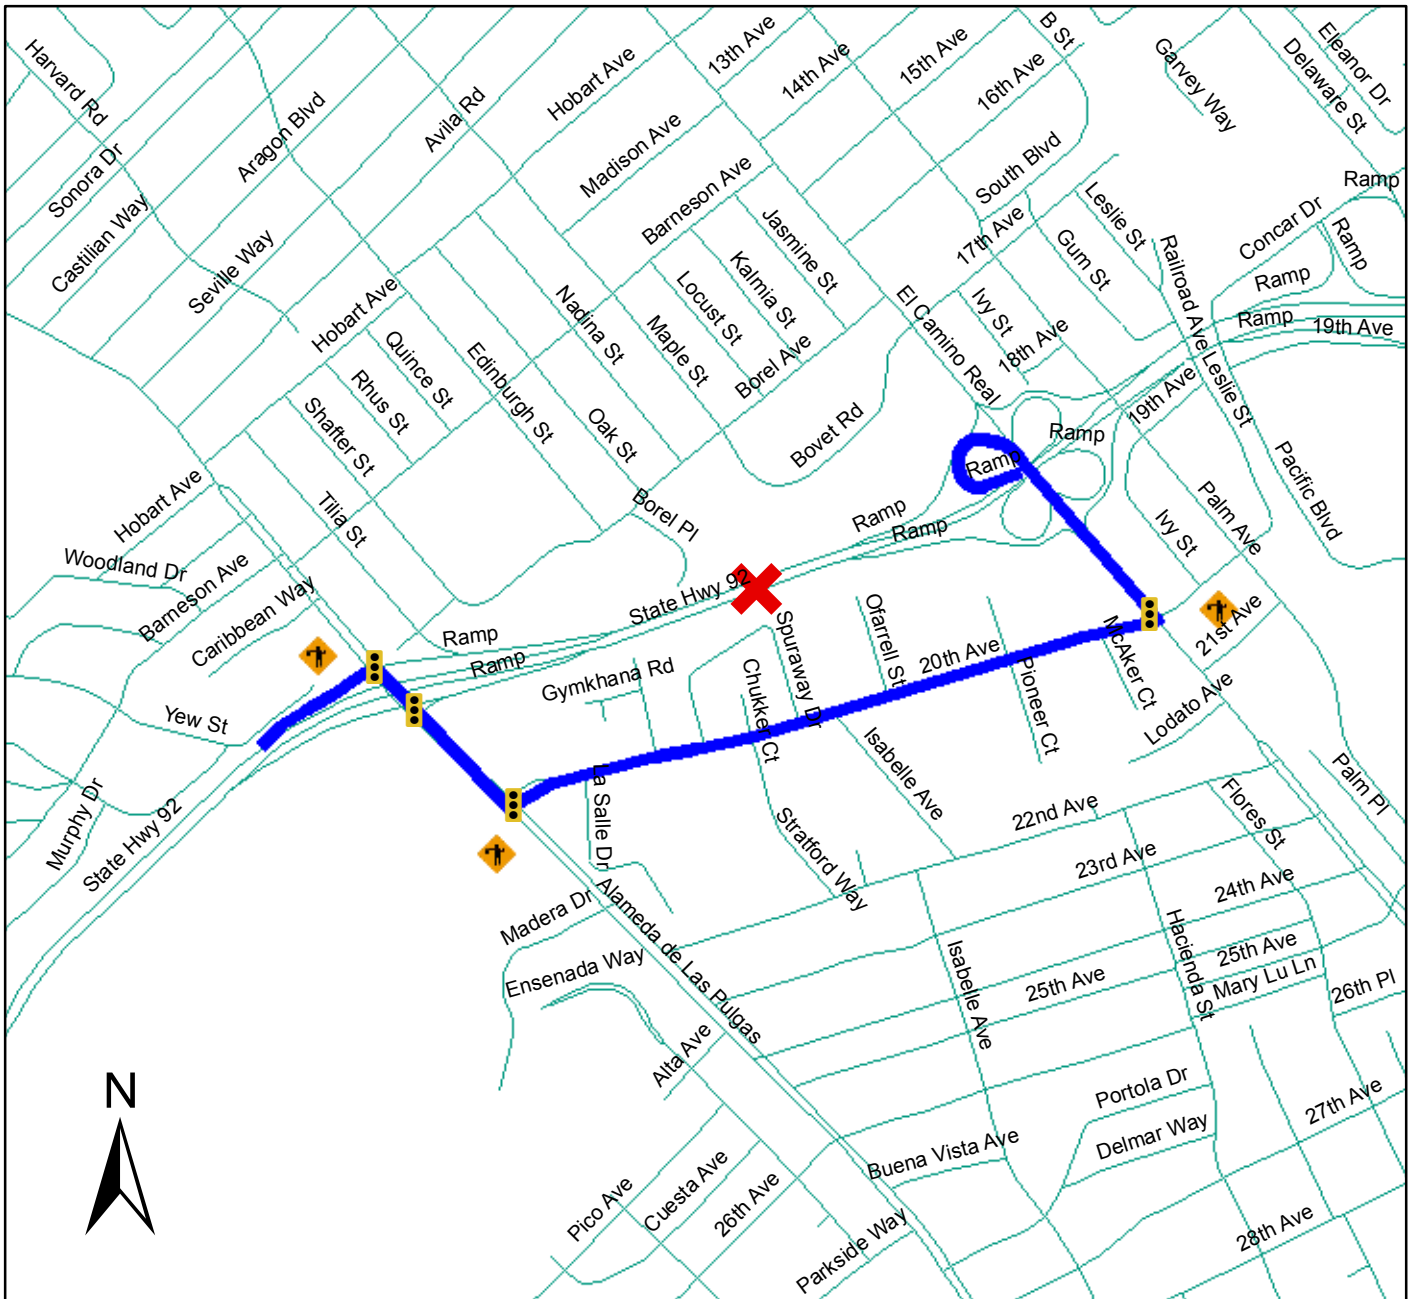 Harvard Rd
Sonora Dr
Castilian Way
Aragon Blvd
Seville Way
Avila Rd
Hobart Ave
13th Ave
14th Ave
15th Ave
16th Ave
B St
Garvey Way
Eleanor Dr
Delaware St
Madison Ave
Barneson Ave
South Blvd
17th Ave
Leslie St
Gum St
Concar Dr
Ramp
Ramp
Ramp
Ramp
19th Ave
Railroad Ave
Jasmine St
Kalmia St
Locust St
Ivy St
18th Ave
El Camino Real
Hobart Ave
Quince St
Rhus St
Shafter St
Edinburgh St
Nadina St
Maple St
Borel Ave
Oak St
Bovet Rd
Leslie St
19th Ave
Ramp
Ramp
Pacific Blvd
Palm Ave
Ivy St
Hobart Ave
Tilia St
Borel Pl
Ramp
Ramp
Woodland Dr
Barneson Ave
Caribbean Way
State Hwy 92
Ramp
Ramp
Gymkhana Rd
Chukker Ct
Spuraway Dr
Ofarrell St
20th Ave
Pioneer Ct
McAker Ct
21st Ave
Lodato Ave
Yew St
Murphy Dr
State Hwy 92
La Salle Dr
Isabelle Ave
Stratford Way
22nd Ave
Flores St
Palm Pl
23rd Ave
24th Ave
25th Ave
Mary Lu Ln
26th Pl
Hacienda St
25th Ave
Isabelle Ave
Madera Dr
Ensenada Way
Alameda de Las Pulgas
Alta Ave
N
Portola Dr
Delmar Way
27th Ave
Buena Vista Ave
Pico Ave
Cuesta Ave
26th Ave
Parkside Way
28th Ave